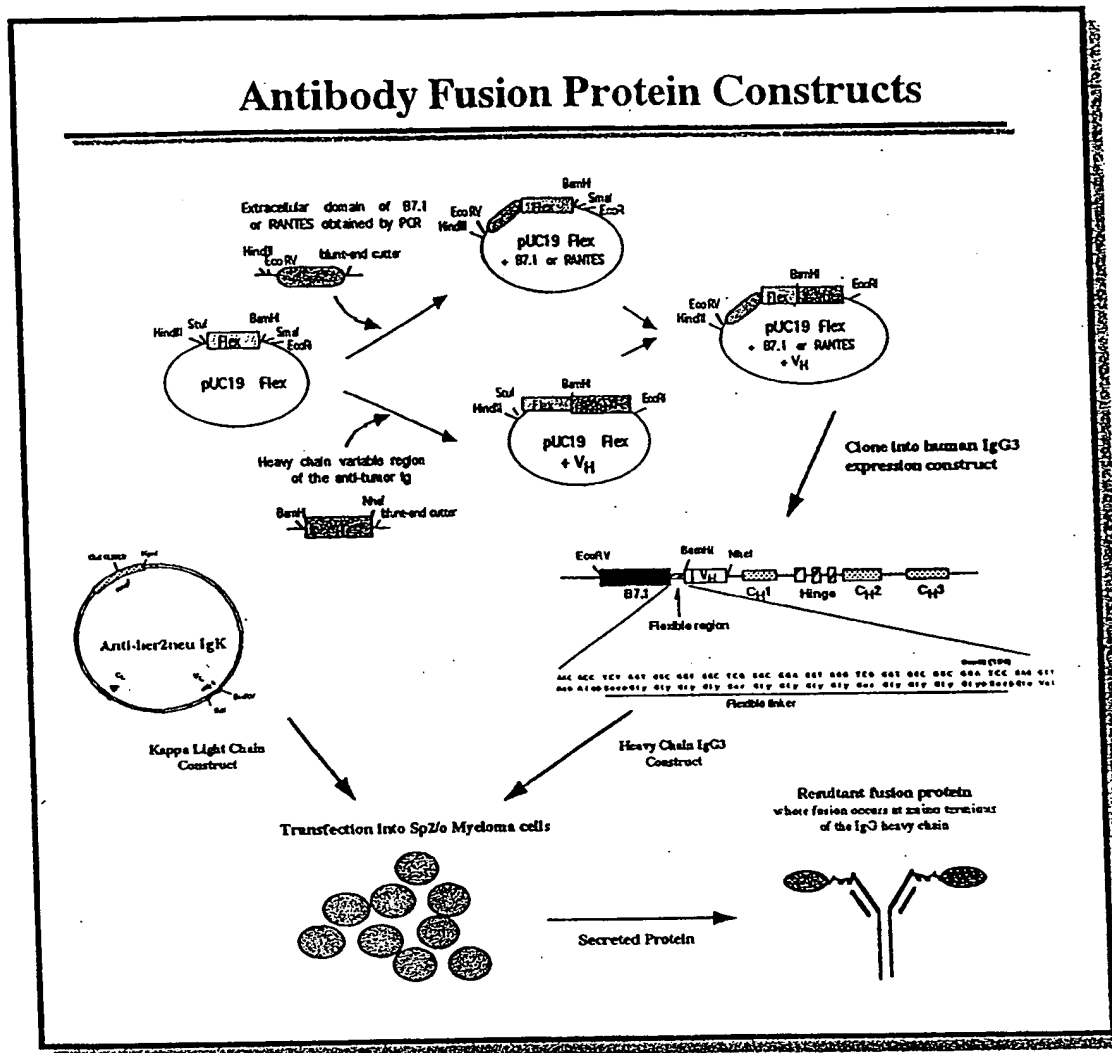 Antibody Fusion Protein Constructs
Extracellular domain of B7.1
or RANTES obtained by PCR
HindIII
EcoRV
blunt-end cutter
HindIII
EcoRV
Flex
BamHI
SmaI
EcoRI
pUC19 Flex
+ B7.1 or RANTES
HindIII
StuI
Flex
BamHI
SmaI
EcoRI
pUC19 Flex
EcoRV
HindIII
Flex
BamHI
EcoRI
pUC19 Flex
+ B7.1 or RANTES
+ VH
StuI
HindIII
Flex
BamHI
EcoRI
pUC19 Flex
+ VH
Heavy chain variable region
of the anti-tumor Ig
BamHI
NheI
blunt-end cutter
Clone into human IgG3
expression construct
EcoRV
BamHI
NheI
B7.1
VH
CH1
Hinge
CH2
CH3
Flexible region
Flexible linker
Anti-her2neu IgK
Kappa Light Chain
Construct
Heavy Chain IgG3
Construct
Transfection into Sp2/o Myeloma cells
Secreted Protein
Resultant fusion protein
where fusion occurs at amino terminus
of the IgG heavy chain